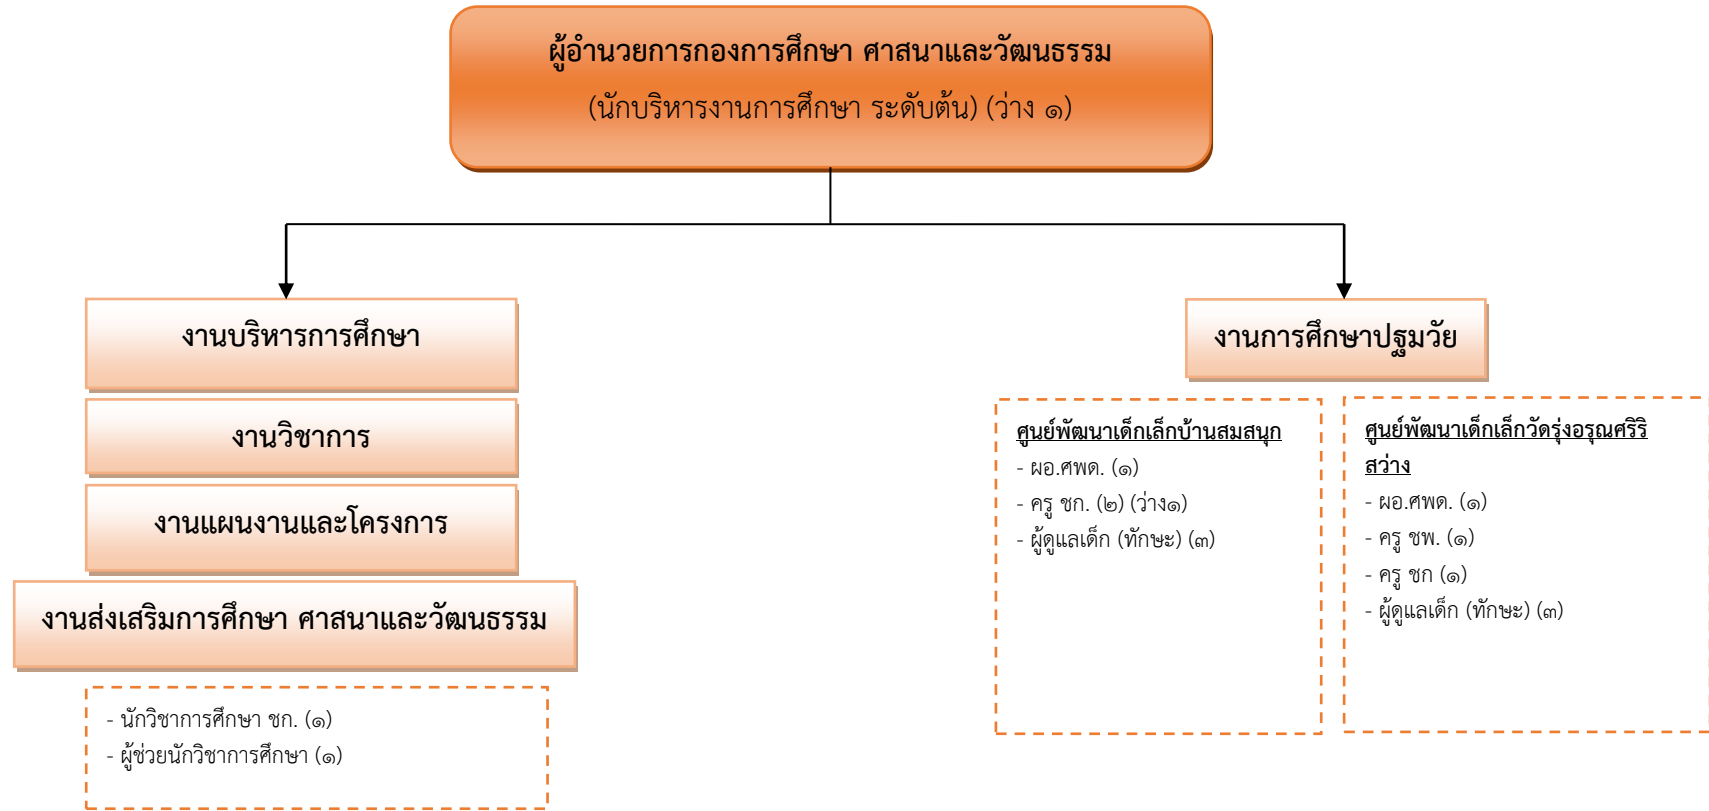 ผู้อำนวยการกองการศึกษา ศาสนาและวัฒนธรรม
(นักบริหารงานการศึกษา ระดับต้น) (ว่าง ๑)
งานบริหารการศึกษา
งานวิชาการ
งานแผนงานและโครงการ
งานส่งเสริมการศึกษา ศาสนาและวัฒนธรรม
- นักวิชาการศึกษา ชก. (๑)
- ผู้ช่วยนักวิชาการศึกษา (๑)
งานการศึกษาปฐมวัย
ศูนย์พัฒนาเด็กเล็กบ้านสมสนุก
- ผอ.ศพด. (๑)
- ครู ชก. (๒) (ว่าง๑)
- ผู้ดูแลเด็ก (ทักษะ) (๓)
ศูนย์พัฒนาเด็กเล็กวัดรุ่งอรุณศริริ
สว่าง
- ผอ.ศพด. (๑)
- ครู ชพ. (๑)
- ครู ชก (๑)
- ผู้ดูแลเด็ก (ทักษะ) (๓)